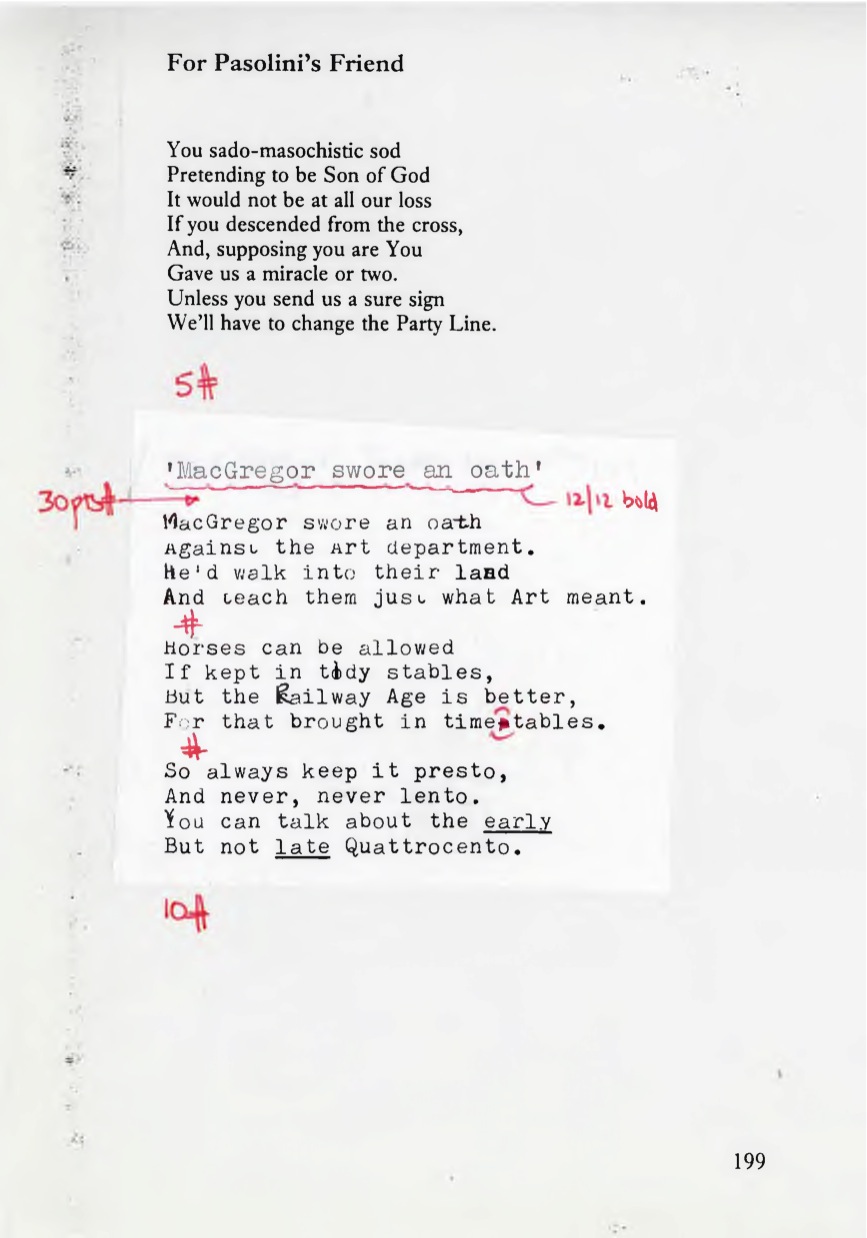 For Pasolini's Friend
You sado-masochistic sod
Pretending to be Son of God
It would not be at all our loss
If you descended from the cross,
And, supposing you are You
Gave us a miracle or two.
Unless you send us a sure sign
We'll have to change the Party Line.
5#
'MacGregor swore an oath'
30pts# 12/12 bold
MacGregor swore an oath
Against the Art department.
He'd walk into their land
And teach them just what Art meant.
#
Horses can be allowed
If kept in tidy stables,
But the Railway Age is better,
For that brought in time-tables.
#
So always keep it presto,
And never, never lento.
You can talk about the early
But not late Quattrocento.
10#
199